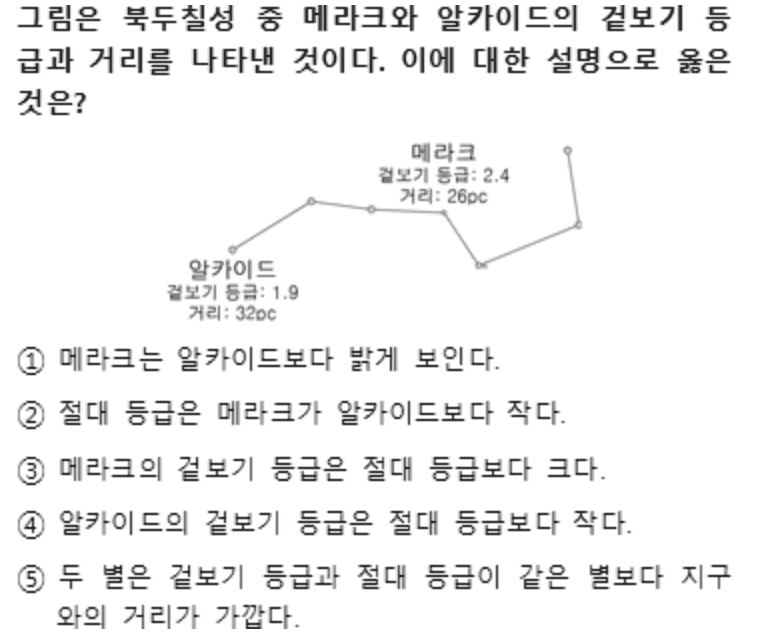 그림은 북두칠성 중 메라크와 알카이드의 겉보기 등
급과 거리를 나타낸 것이다. 이에 대한 설명으로 옳은
것은?
메라크
겉보기 등급: 2.4
거리: 26pc
알카이드
겉보기 등급: 1.9
거리: 32pc
① 메라크는 알카이드보다 밝게 보인다.
② 절대 등급은 메라크가 알카이드보다 작다.
③ 메라크의 겉보기 등급은 절대 등급보다 크다.
④ 알카이드의 겉보기 등급은 절대 등급보다 작다.
⑤ 두 별은 겉보기 등급과 절대 등급이 같은 별보다 지구
와의 거리가 가깝다.